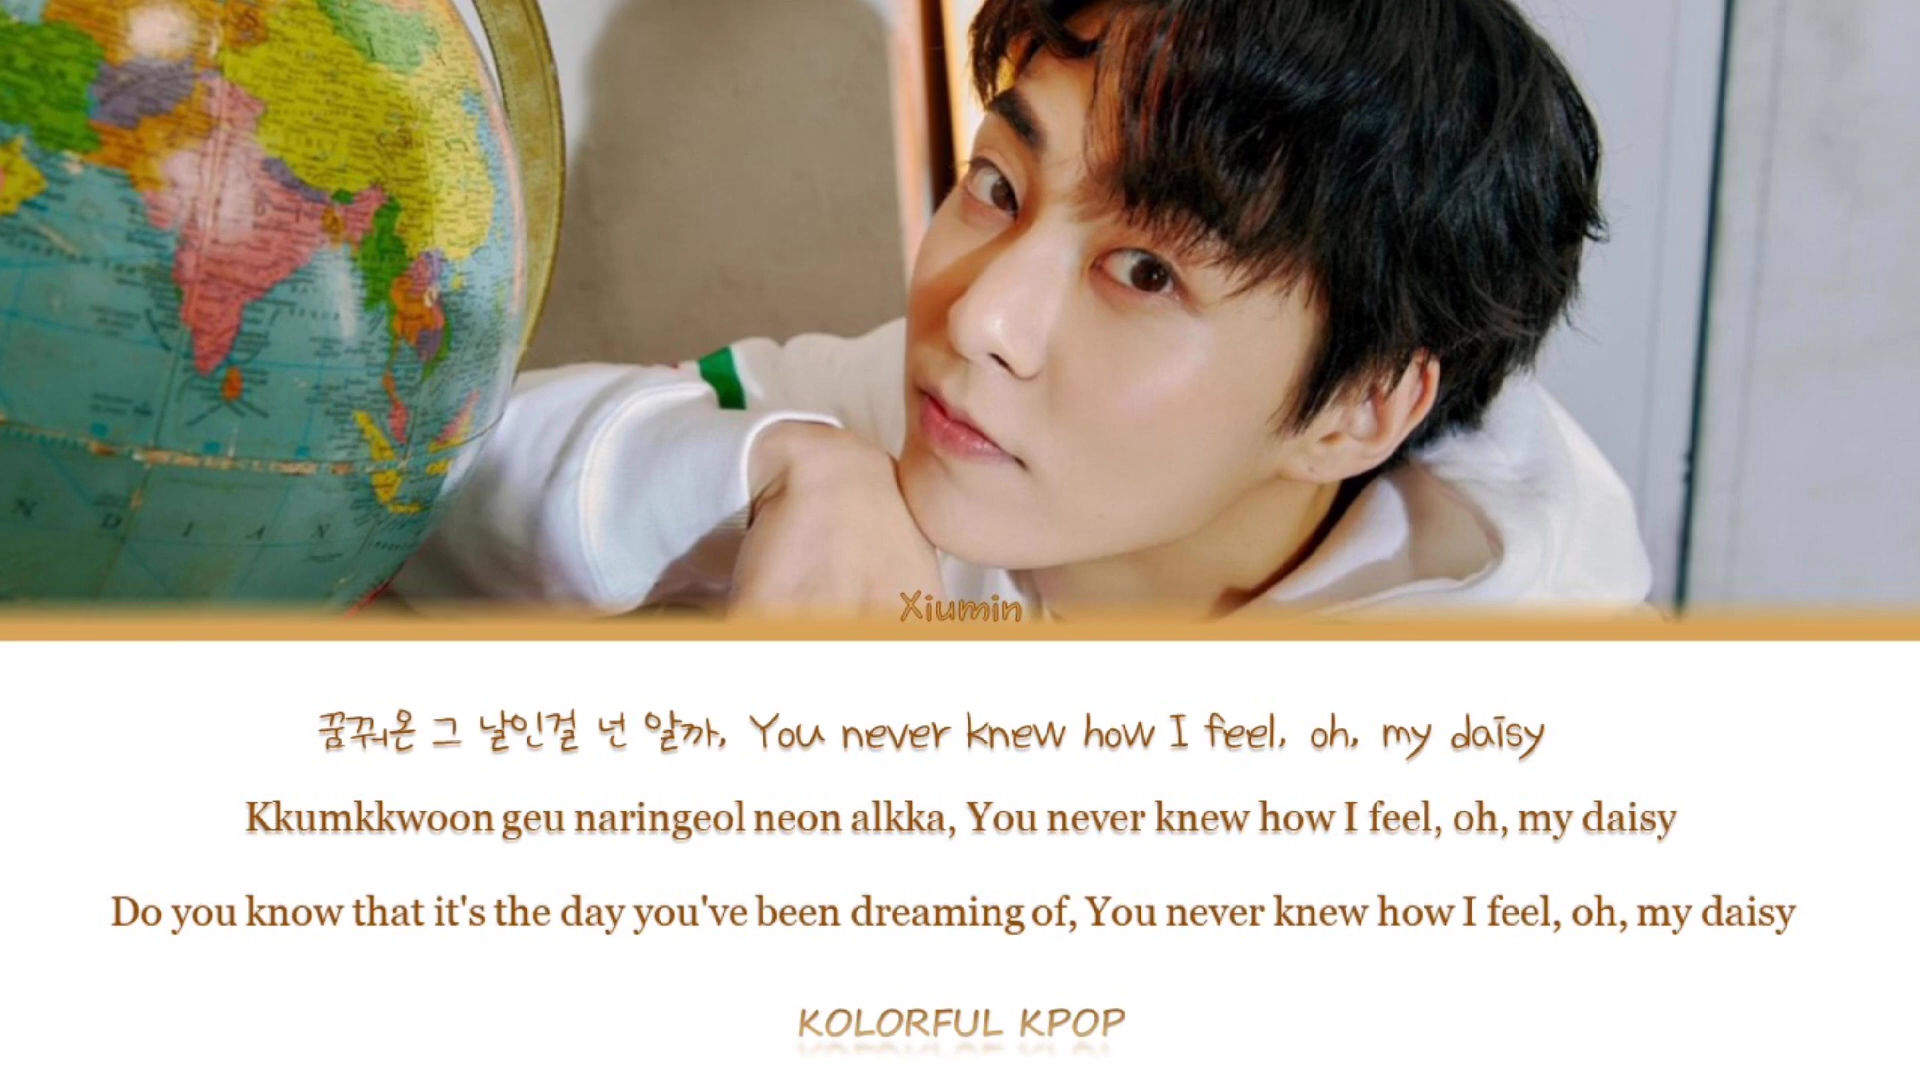 N D I A N
Xiumin
꿈꿔온 그 날인걸 넌 알까, You never knew how I feel, oh, my daisy
Kkumkkwoon geu naringeol neon alkka, You never knew how I feel, oh, my daisy
Do you know that it's the day you've been dreaming of, You never knew how I feel, oh, my daisy
KOLORFUL KPOP